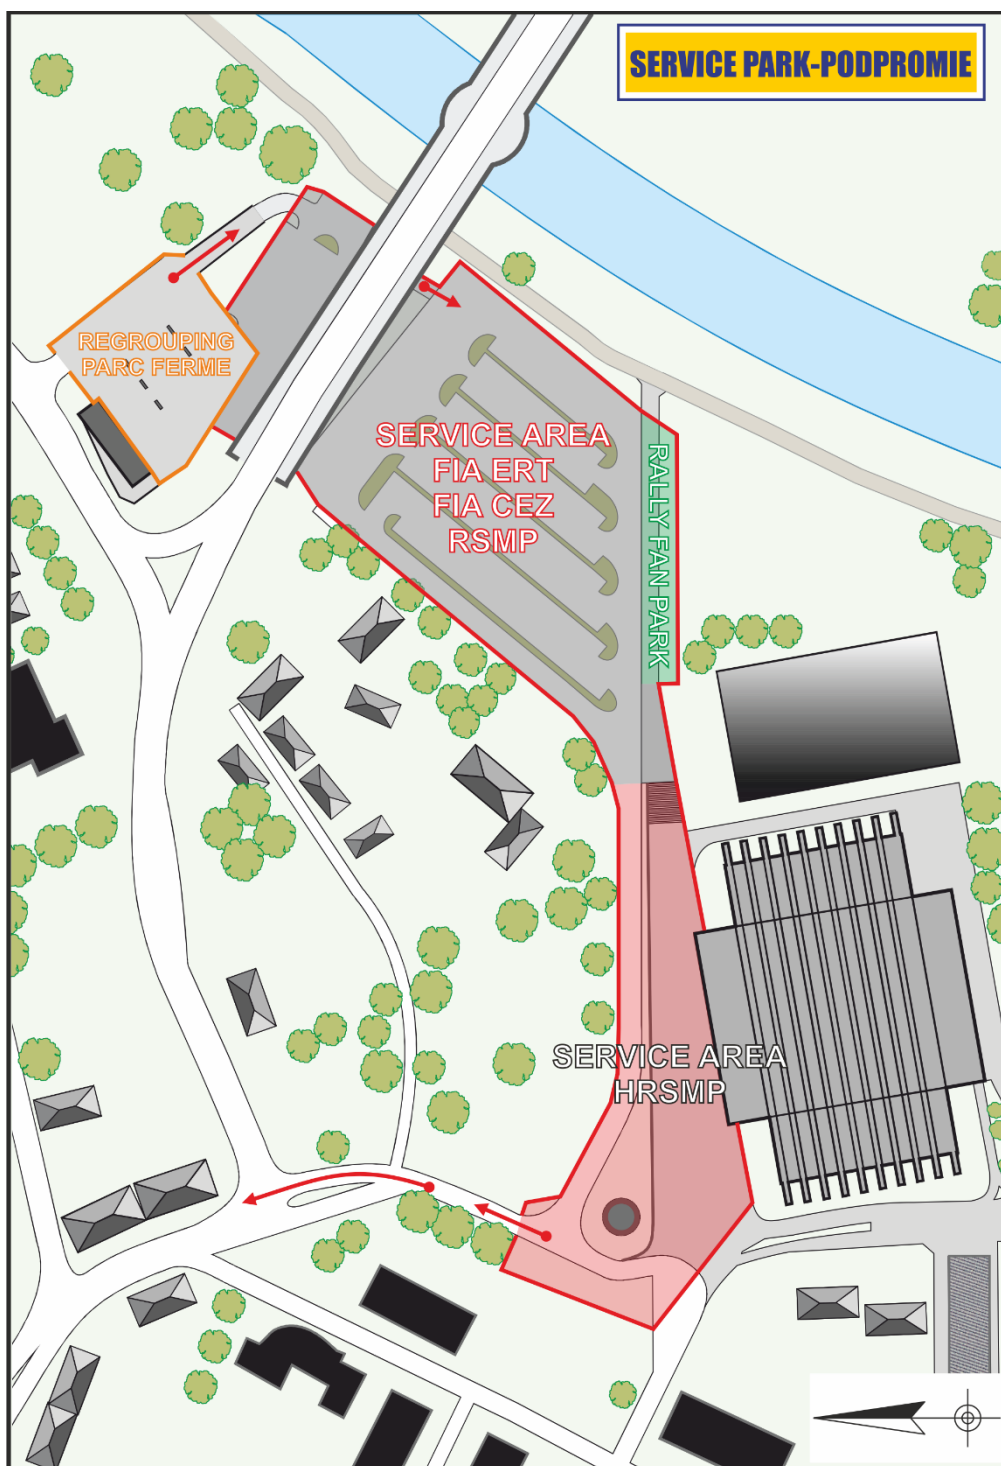 SERVICE PARK-PODPROMIE
REGROUPING
PARC FERME
SERVICE AREA
FIA ERT
FIA CEZ
RSMP
RALLY FAN PARK
SERVICE AREA
HRSMP